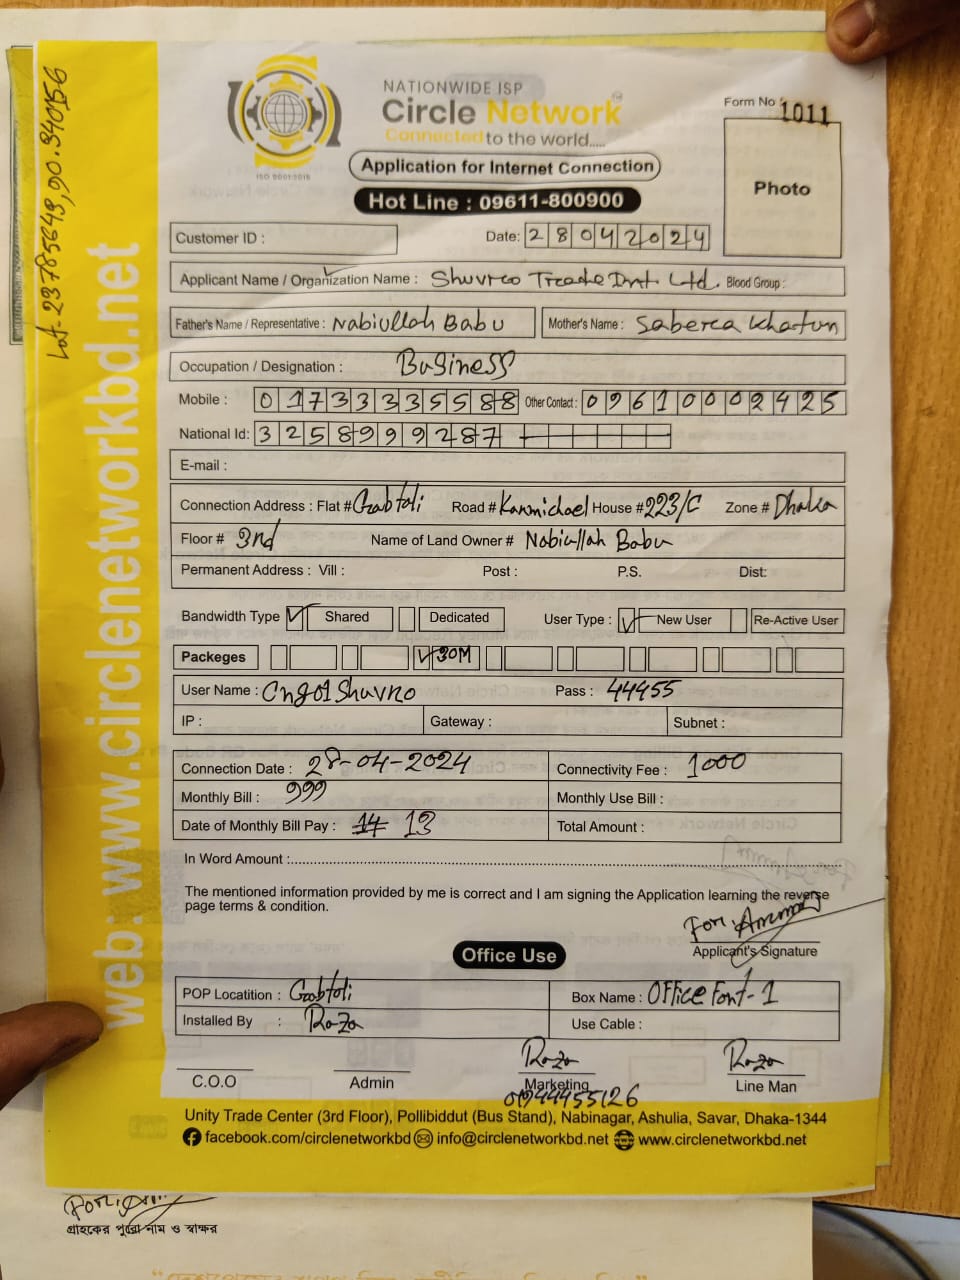 Lat-23785649,90.340156
web: www.circlenetworkbd.net
NATIONWIDE ISP
Circle Network
Connected to the world.....
ISO 9001:2015
Application for Internet Connection
Hot Line : 09611-800900
Form No : 1011
Photo
Customer ID :
Date: 28042024
Applicant Name / Organization Name : Shuvro Trade Int. Ltd. Blood Group :
Father's Name / Representative : Nabiullah Babu Mother's Name : Sabera Khatun
Occupation / Designation : Business
Mobile : 01733335588 Other Contact : 09610002425
National Id: 3258999287
E-mail :
Connection Address : Flat # Gabtoli Road # Kanmichael House # 223/C Zone # Dhaka
Floor # 3rd Name of Land Owner # Nabiullah Babu
Permanent Address : Vill : Post : P.S. Dist:
Bandwidth Type Shared Dedicated User Type : New User Re-Active User
Packeges 30M
User Name : Cng01Shuvro Pass : 44955
IP : Gateway : Subnet :
Connection Date : 28-04-2024 Connectivity Fee : 1000
Monthly Bill : 999 Monthly Use Bill :
Date of Monthly Bill Pay : 14 13 Total Amount :
In Word Amount :
The mentioned information provided by me is correct and I am signing the Application learning the reverse
page terms & condition.
For
Applicant's Signature
Office Use
POP Locatition : Gabtoli Box Name : Office Font-1
Installed By : Raza Use Cable :
Raza Raza
C.O.O Admin Marketing Line Man
01944455126
Unity Trade Center (3rd Floor), Pollibiddut (Bus Stand), Nabinagar, Ashulia, Savar, Dhaka-1344
facebook.com/circlenetworkbd info@circlenetworkbd.net www.circlenetworkbd.net
গ্রাহকের পুরো নাম ও স্বাক্ষর